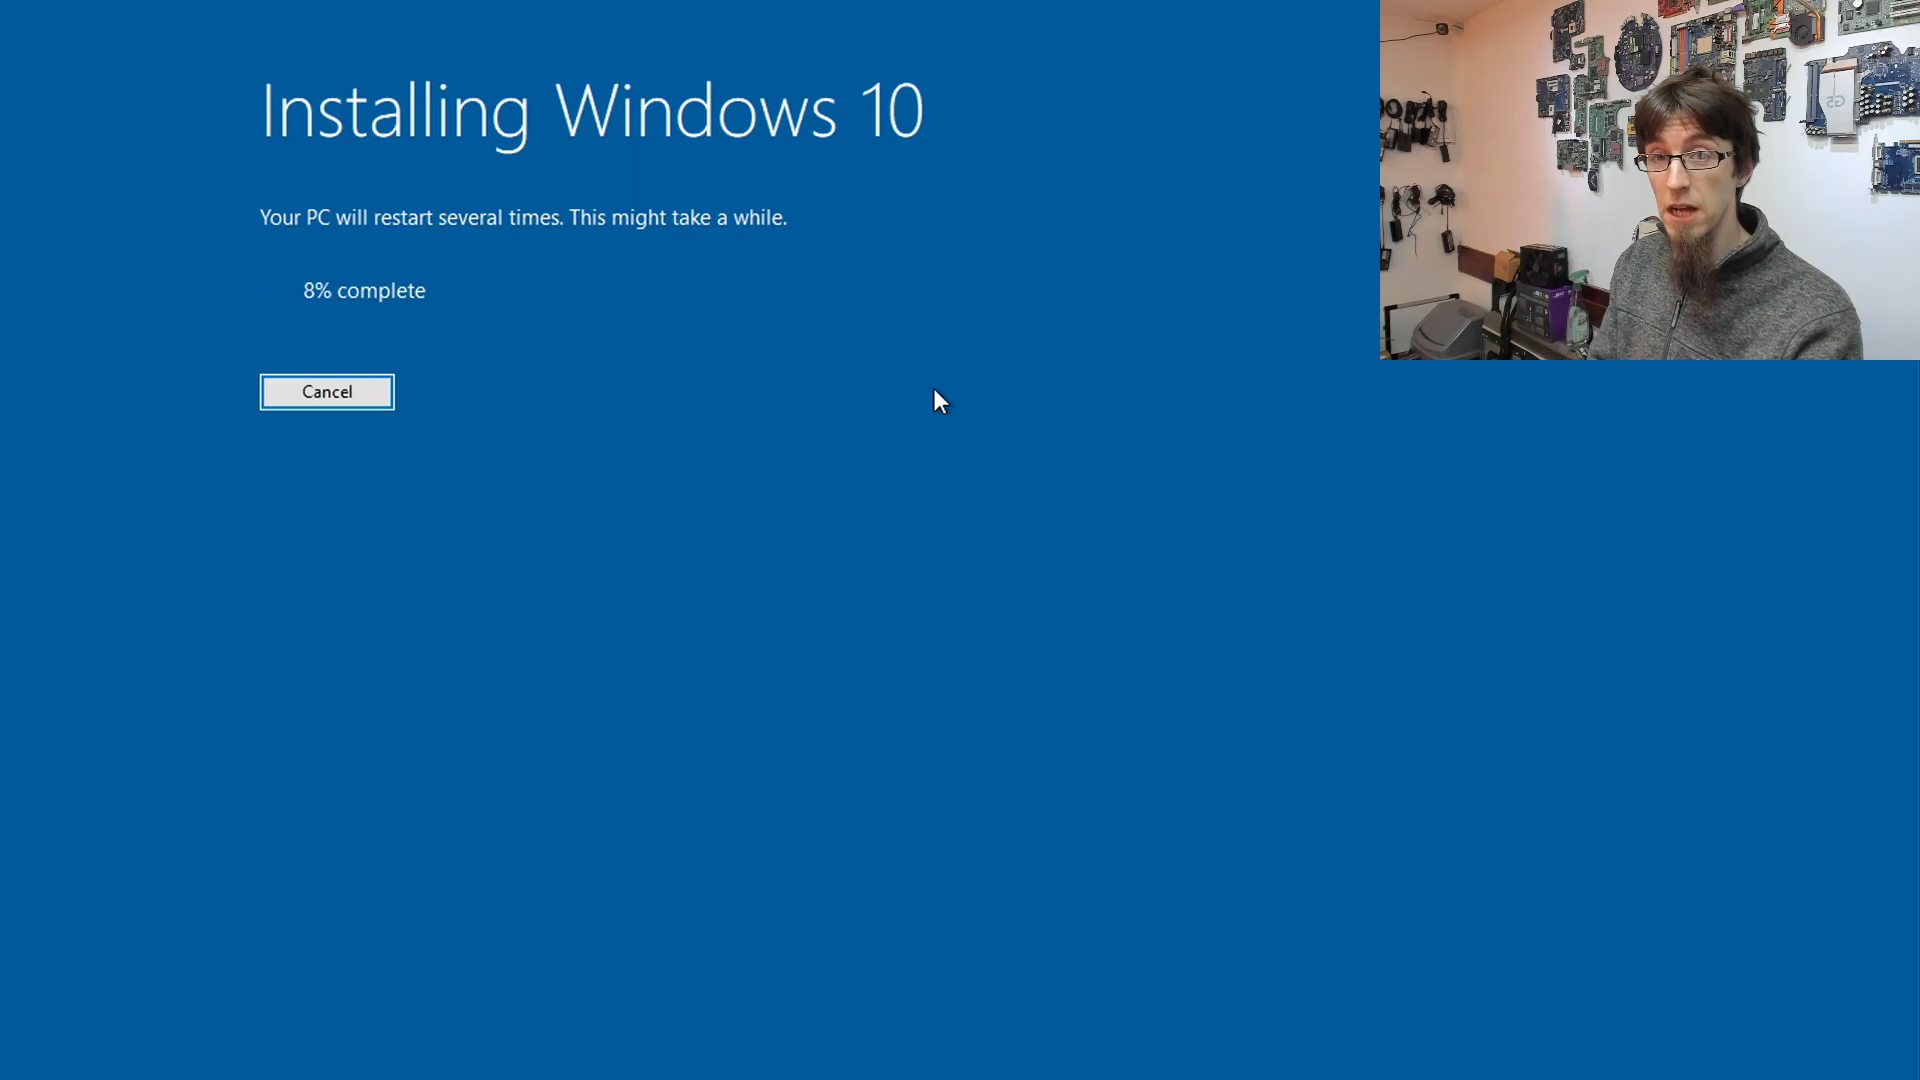 Installing Windows 10
Your PC will restart several times. This might take a while.
8% complete
Cancel